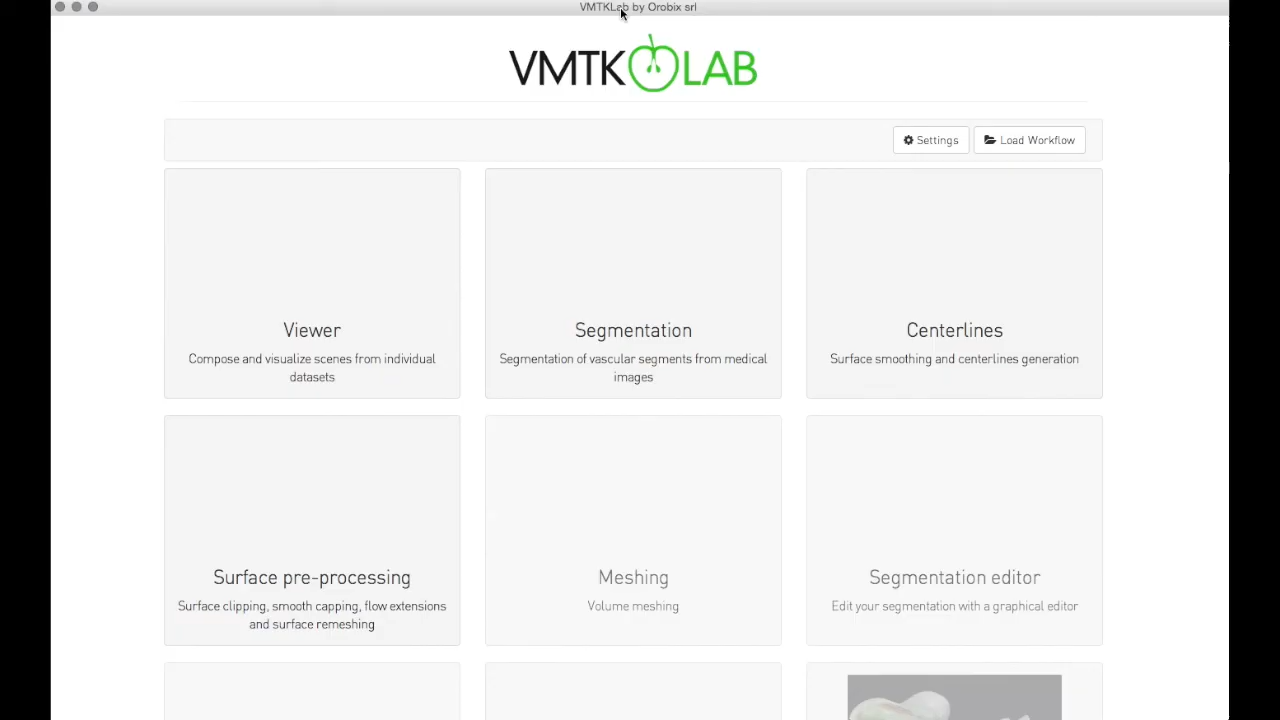 VMTKLab by Orobix srl
VMTK LAB
Settings
Load Workflow
Viewer
Compose and visualize scenes from individual
datasets
Segmentation
Segmentation of vascular segments from medical
images
Centerlines
Surface smoothing and centerlines generation
Surface pre-processing
Surface clipping, smooth capping, flow extensions
and surface remeshing
Meshing
Volume meshing
Segmentation editor
Edit your segmentation with a graphical editor